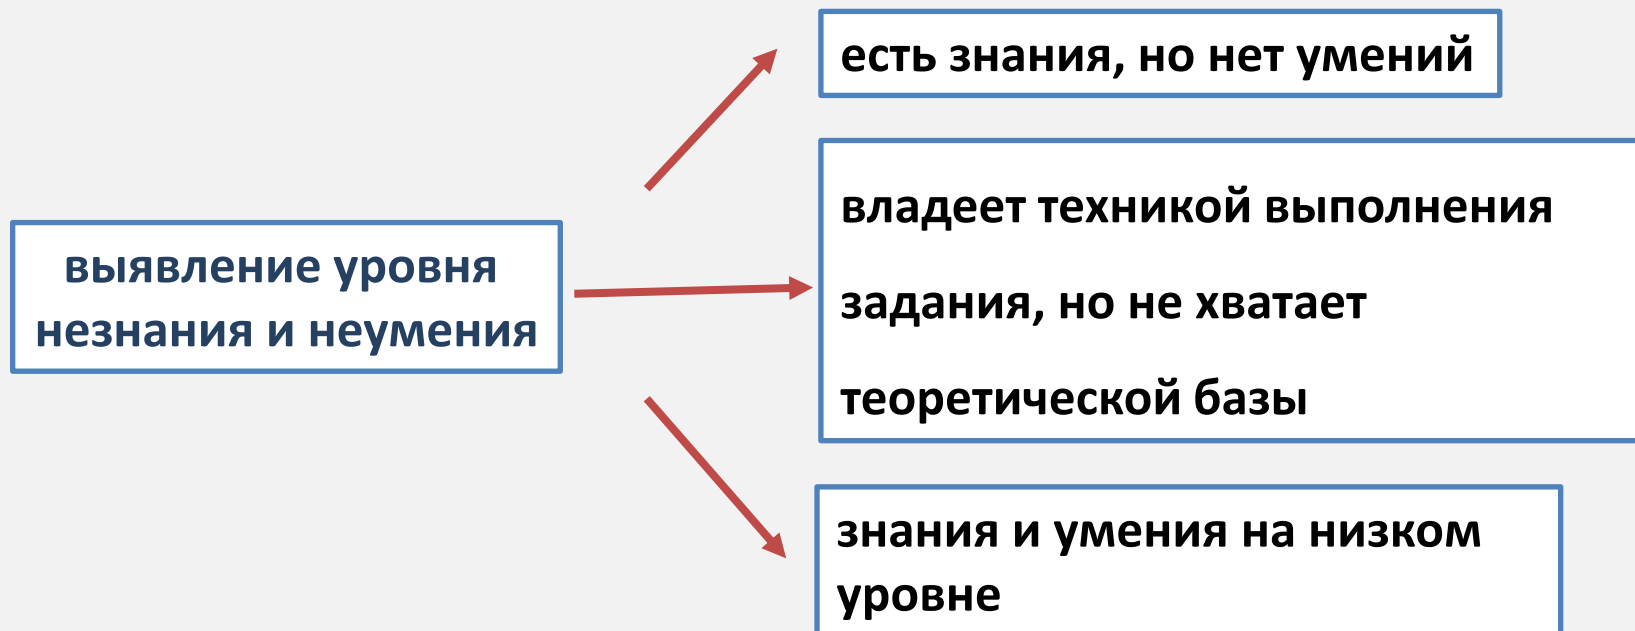 есть знания, но нет умений
выявление уровня
незнания и неумения
владеет техникой выполнения
задания, но не хватает
теоретической базы
знания и умения на низком
уровне